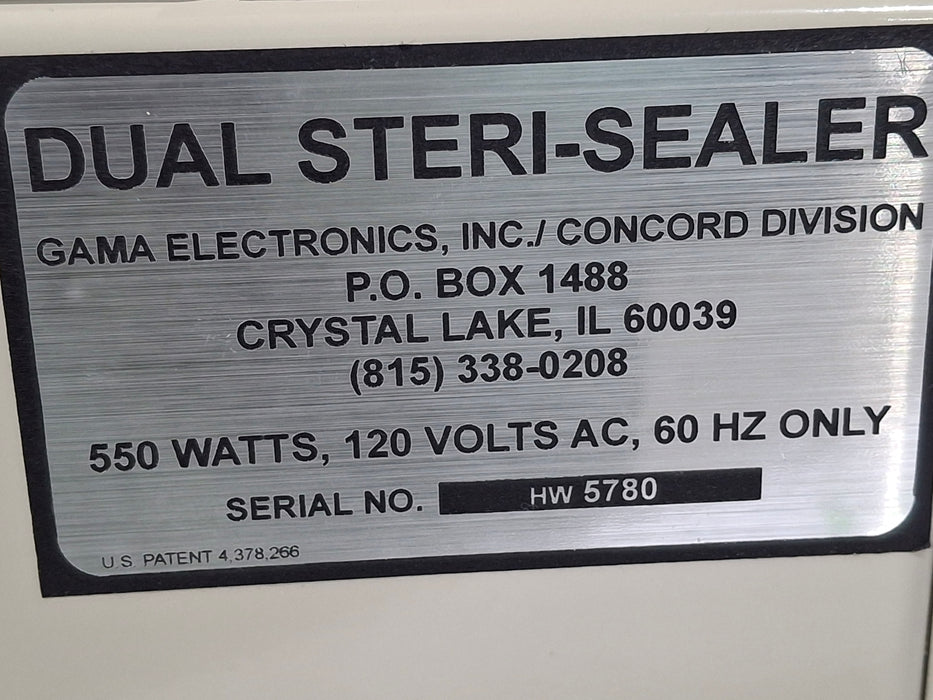 DUAL STERI-SEALER
GAMA ELECTRONICS, INC./ CONCORD DIVISION
P.O. BOX 1488
CRYSTAL LAKE, IL 60039
(815) 338-0208
550 WATTS, 120 VOLTS AC, 60 HZ ONLY
SERIAL NO. HW 5780
U.S. PATENT 4,378,266